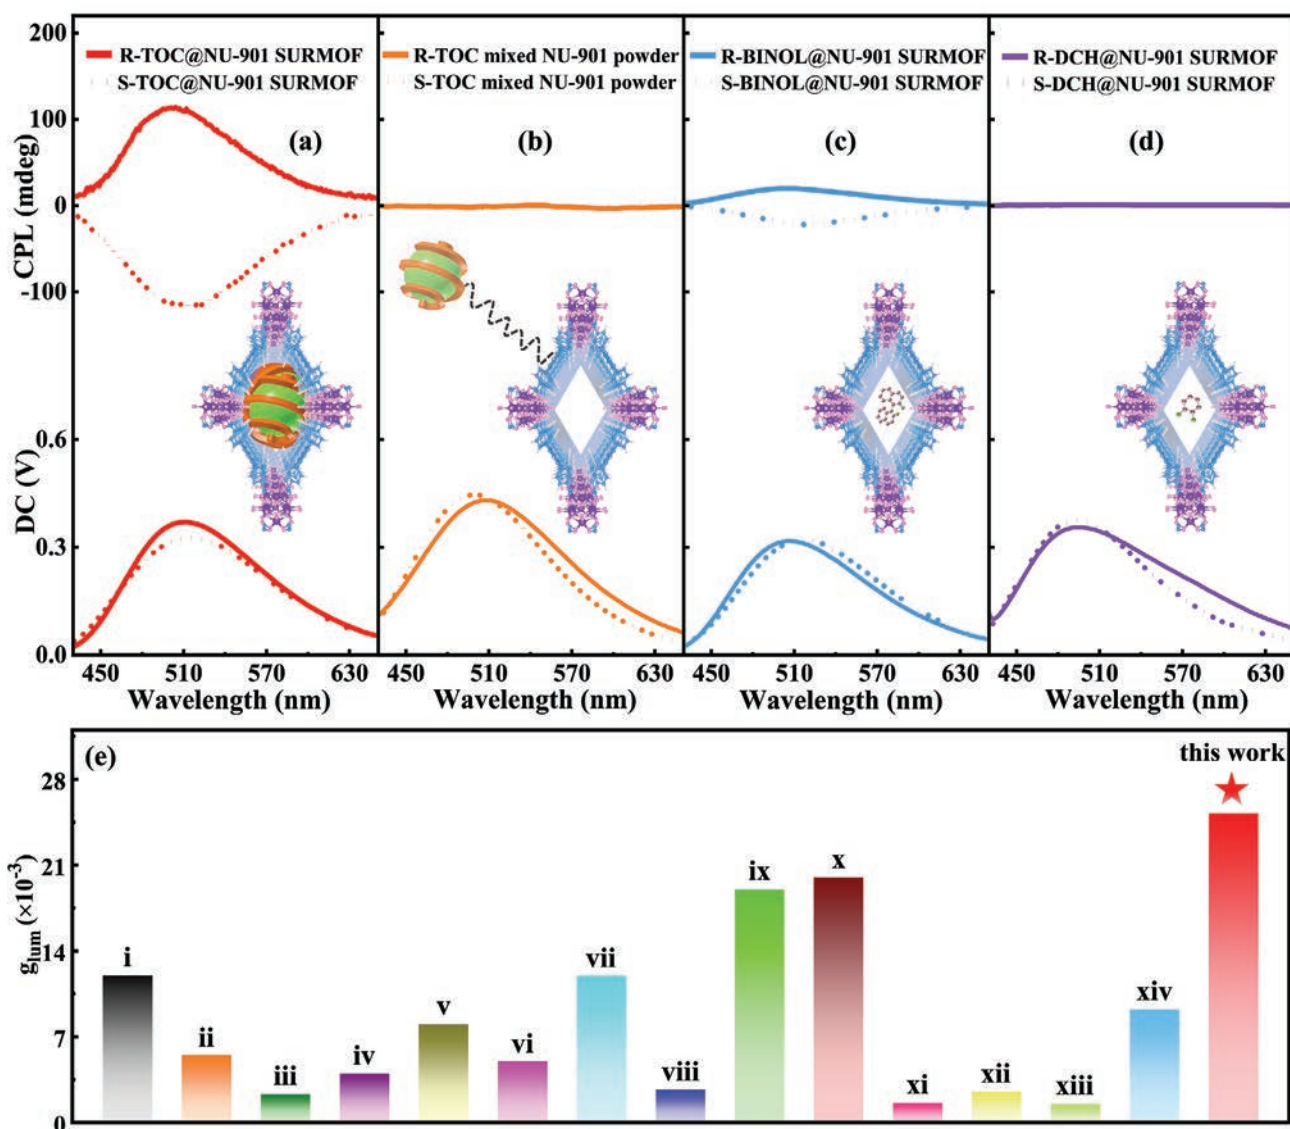 200
100
0
-100
CPL (mdeg)
R-TOC@NU-901 SURMOF
S-TOC@NU-901 SURMOF
(a)
R-TOC mixed NU-901 powder
S-TOC mixed NU-901 powder
(b)
R-BINOL@NU-901 SURMOF
S-BINOL@NU-901 SURMOF
(c)
R-DCH@NU-901 SURMOF
S-DCH@NU-901 SURMOF
(d)
0.6
0.3
0.0
DC (V)
450 510 570 630
450 510 570 630
450 510 570 630
450 510 570 630
Wavelength (nm)
Wavelength (nm)
Wavelength (nm)
Wavelength (nm)
(e)
this work
28
21
14
7
0
glum (×10-3)
i
ii
iii
iv
v
vi
vii
viii
ix
x
xi
xii
xiii
xiv